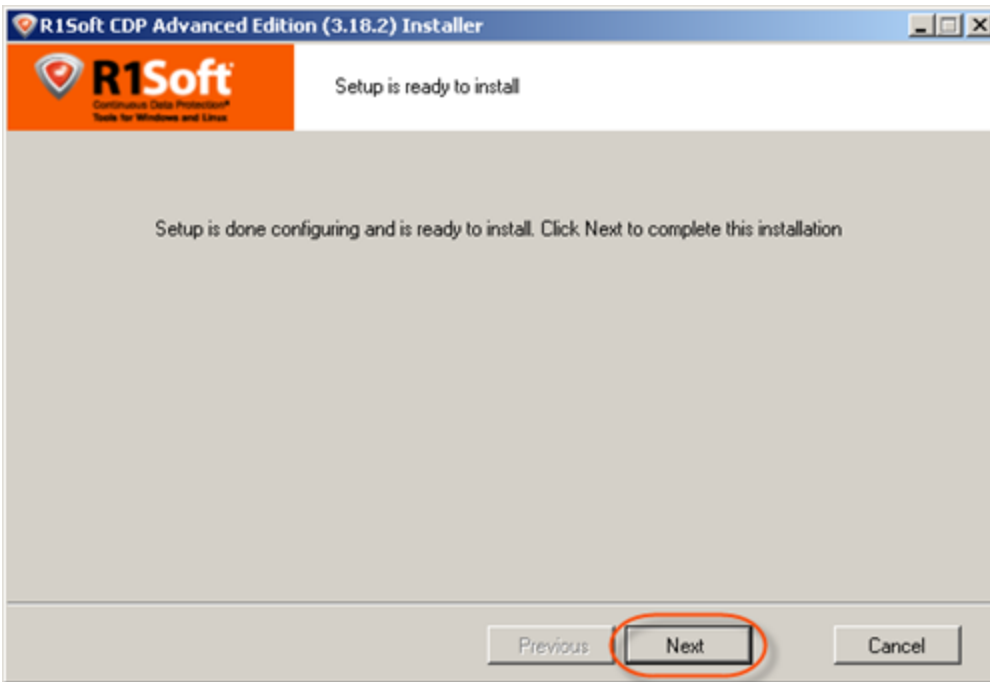 R1Soft CDP Advanced Edition (3.18.2) Installer
R1Soft
Continuous Data Protection®
Tools for Windows and Linux
Setup is ready to install
Setup is done configuring and is ready to install. Click Next to complete this installation
Previous
Next
Cancel